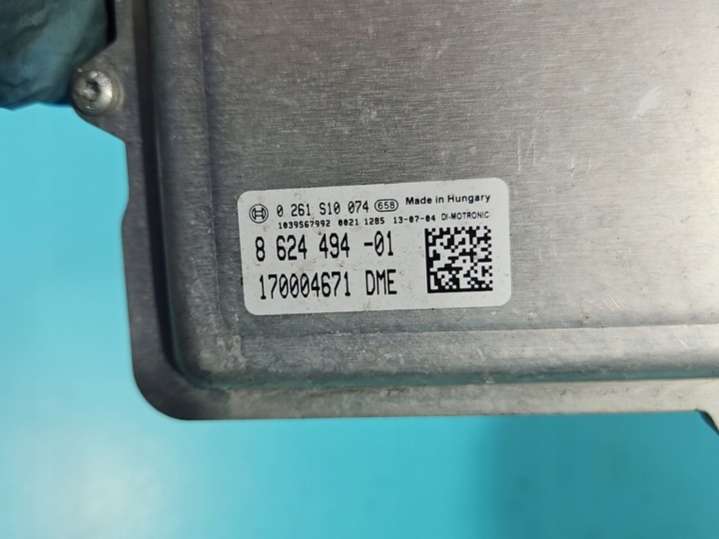 0 261 S10 074 658 Made in Hungary
1039567992 0021 1285 13-07-04 DI-MOTRONIC
8 624 494 -01
170004671 DME